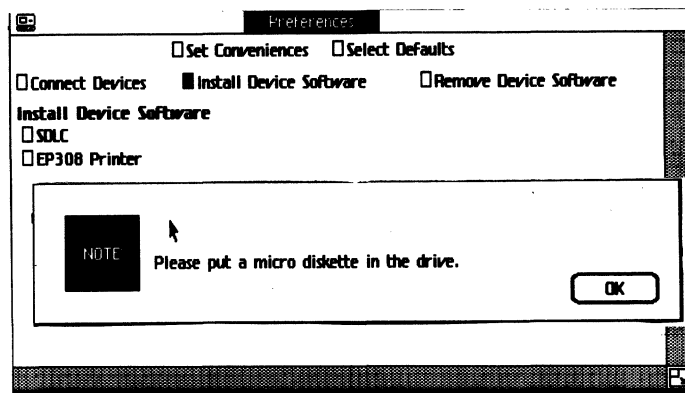 Preferences
Set Conveniences Select Defaults
Connect Devices Install Device Software Remove Device Software
Install Device Software
SDLC
EP308 Printer
NOTE
Please put a micro diskette in the drive.
OK